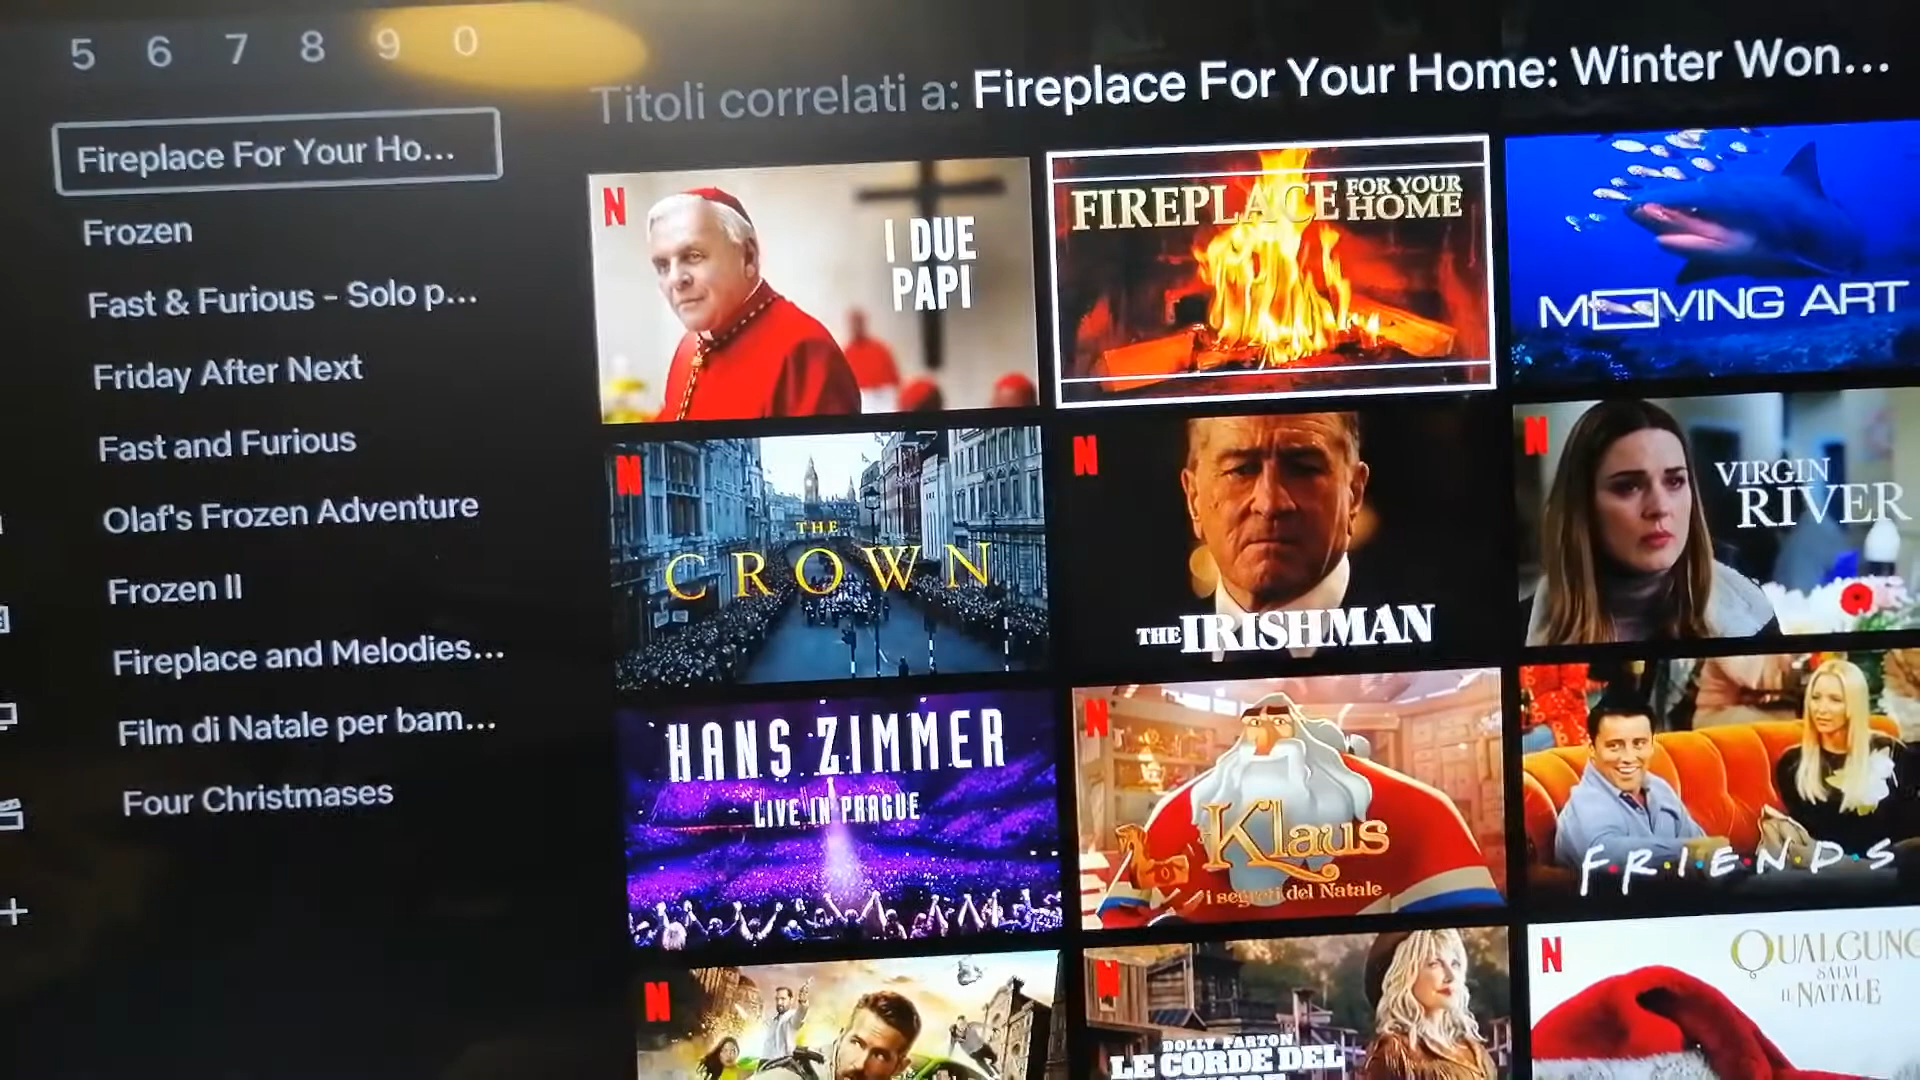 5 6 7 8 9 0
Fireplace For Your Ho...
Frozen
Fast & Furious - Solo p...
Friday After Next
Fast and Furious
Olaf's Frozen Adventure
Frozen II
Fireplace and Melodies...
Film di Natale per bam...
Four Christmases
Titoli correlati a: Fireplace For Your Home: Winter Won...
N
I DUE
PAPI
FIREPLACE FOR YOUR
HOME
MOVING ART
N
THE
CROWN
N
THE IRISHMAN
N
VIRGIN
RIVER
HANS ZIMMER
LIVE IN PRAGUE
N
Klaus
i segreti del Natale
F.R.I.E.N.D.S
N
N
DOLLY PARTON
LE CORDE DEL
N
QUALCUNO
SALVI
IL NATALE